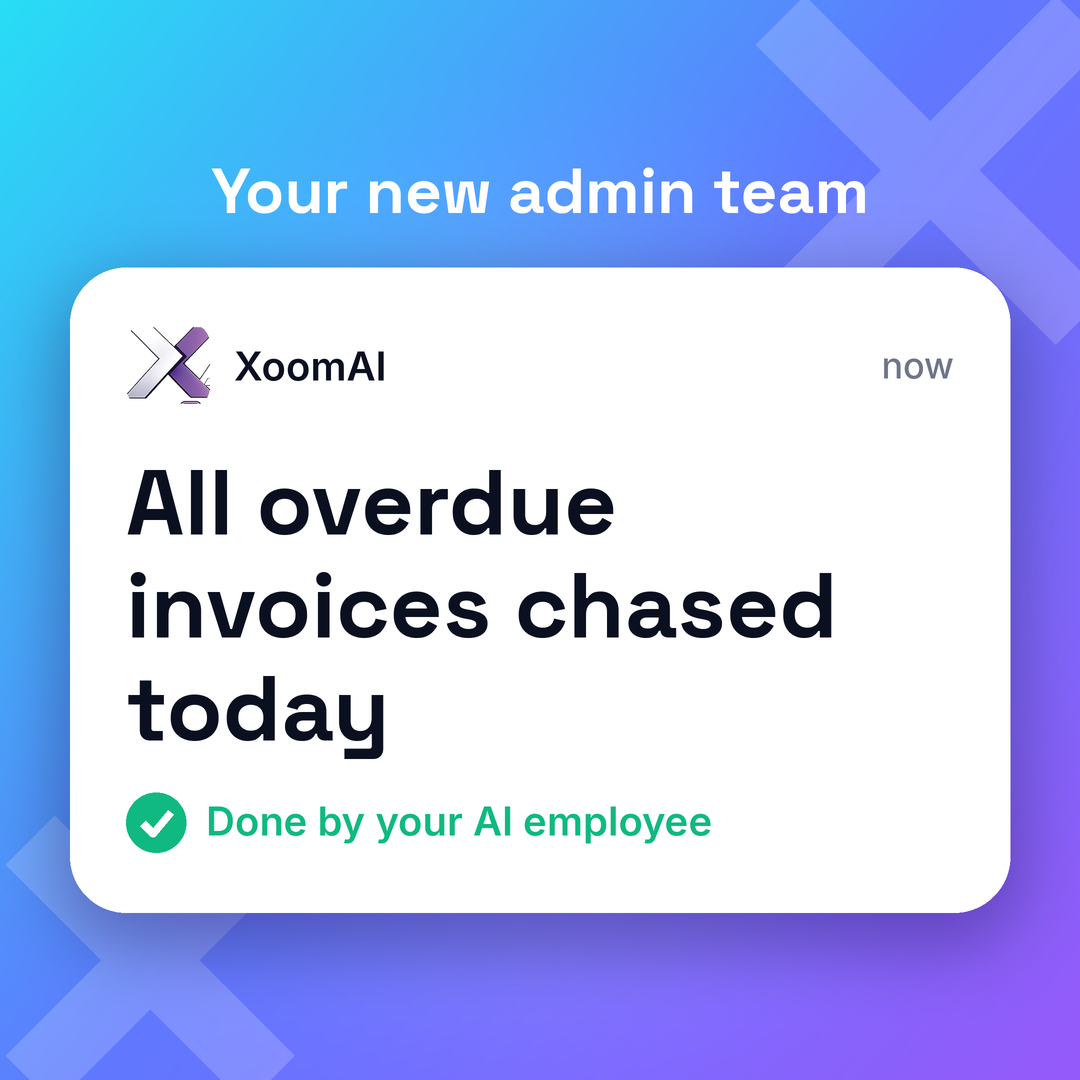 Your new admin team
XoomAI
now
All overdue
invoices chased
today
Done by your AI employee